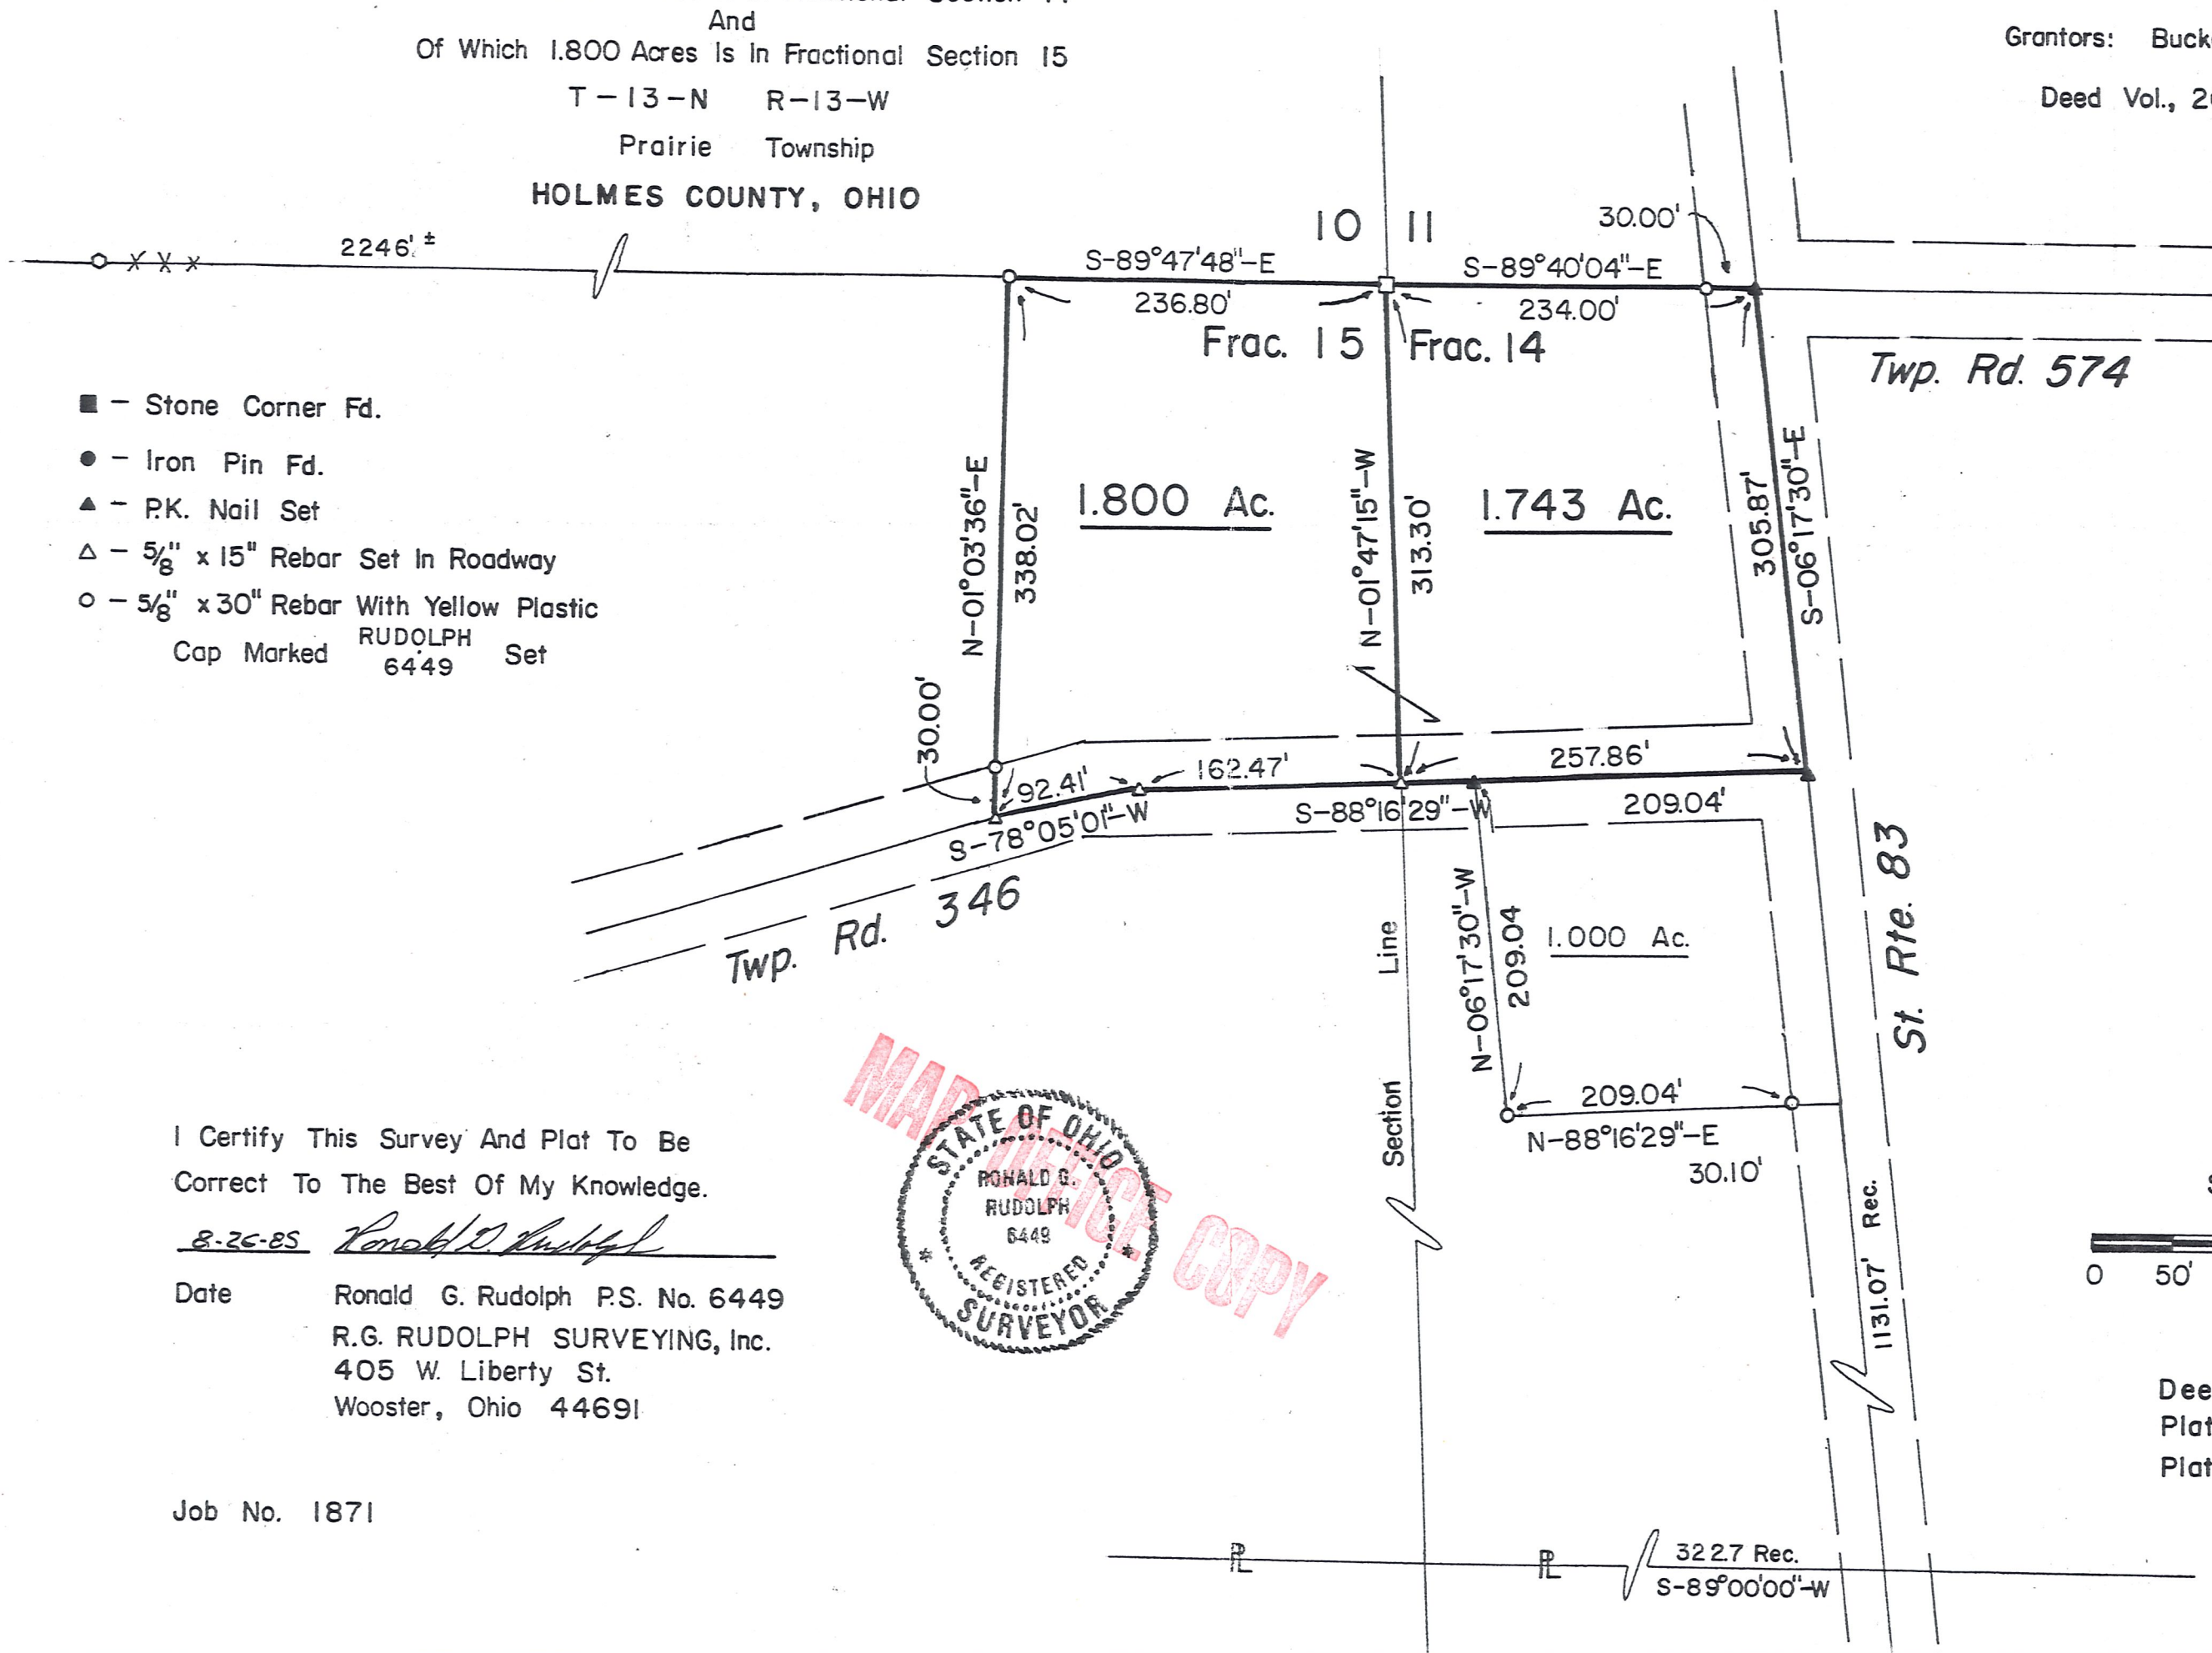 And
Of Which 1.800 Acres Is In Fractional Section 15
T-13-N R-13-W
Prairie Township
HOLMES COUNTY, OHIO
Grantors:
Deed Vol.,
2246' ±
10 11
30.00'
S-89°47'48"-E
236.80'
S-89°40'04"-E
234.00'
Frac. 15
Frac. 14
Twp. Rd. 574
■ - Stone Corner Fd.
● - Iron Pin Fd.
▲ - P.K. Nail Set
△ - 5/8" x 15" Rebar Set In Roadway
○ - 5/8" x 30" Rebar With Yellow Plastic
Cap Marked RUDOLPH 6449 Set
N-01°03'36"-E
338.02'
1.800 Ac.
N-01°47'15"-W
313.30'
1.743 Ac.
305.87'
S-06°17'30"-E
30.00'
92.41'
S-78°05'01"-W
162.47'
S-88°16'29"-W
257.86'
209.04'
Twp. Rd. 346
N-06°17'30"-W
209.04
1.000 Ac.
Section Line
St. Rte. 83
209.04'
N-88°16'29"-E
30.10'
1131.07' Rec.
I Certify This Survey And Plat To Be
Correct To The Best Of My Knowledge.
8-26-85 Ronald G. Rudolph
Date
Ronald G. Rudolph P.S. No. 6449
R.G. RUDOLPH SURVEYING, Inc.
405 W. Liberty St.
Wooster, Ohio 44691
MAP OFFICE COPY
STATE OF OHIO
RONALD G.
RUDOLPH
6449
REGISTERED
SURVEYOR
0 50'
Plat
Plat
Job No. 1871
PL
PL
322.7 Rec.
S-89°00'00"-W